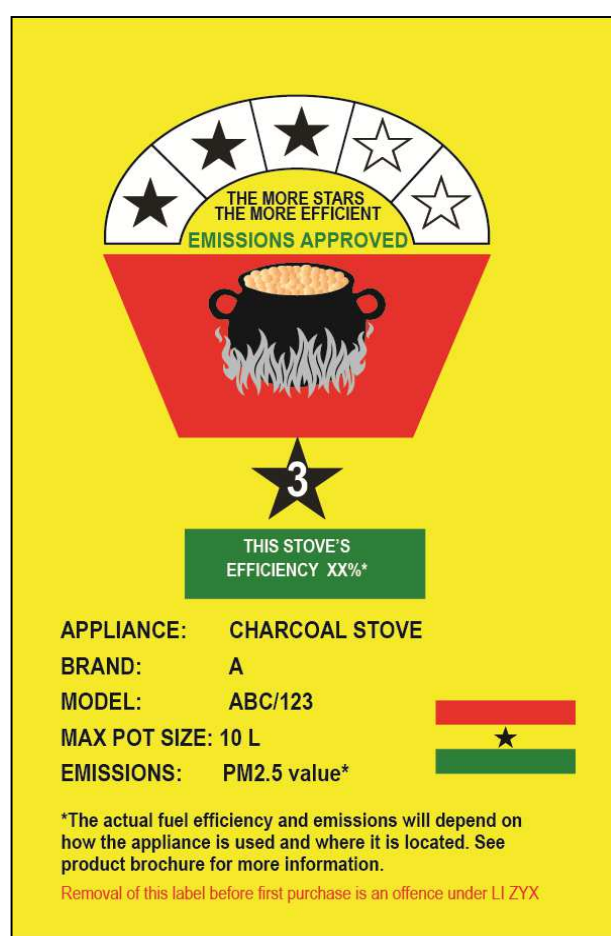 THE MORE STARS
THE MORE EFFICIENT
EMISSIONS APPROVED
3
THIS STOVE'S
EFFICIENCY XX%*
APPLIANCE: CHARCOAL STOVE
BRAND: A
MODEL: ABC/123
MAX POT SIZE: 10 L
EMISSIONS: PM2.5 value*
*The actual fuel efficiency and emissions will depend on
how the appliance is used and where it is located. See
product brochure for more information.
Removal of this label before first purchase is an offence under LI ZYX